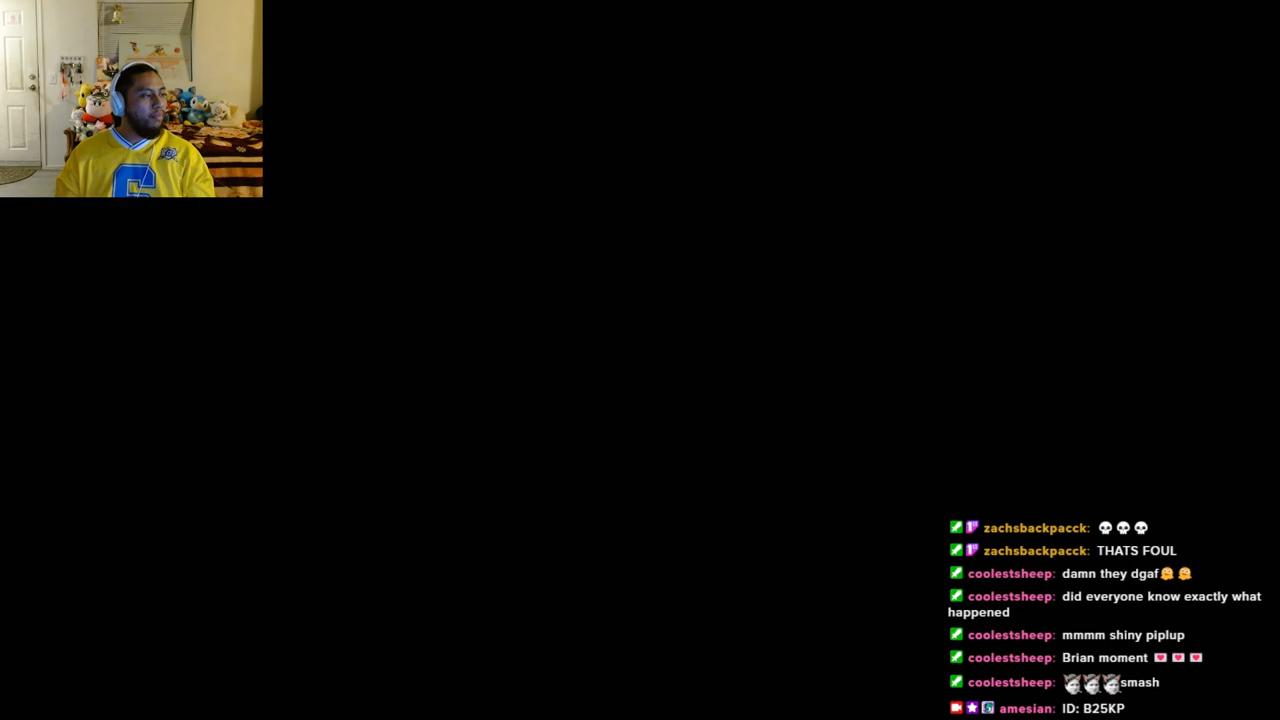 zachsbackpacck: 💀💀💀
zachsbackpacck: THATS FOUL
coolestsheep: damn they dgaf🫠🫠
coolestsheep: did everyone know exactly what
happened
coolestsheep: mmmm shiny piplup
coolestsheep: Brian moment 💌💌💌
coolestsheep: smash
amesian: ID: B25KP